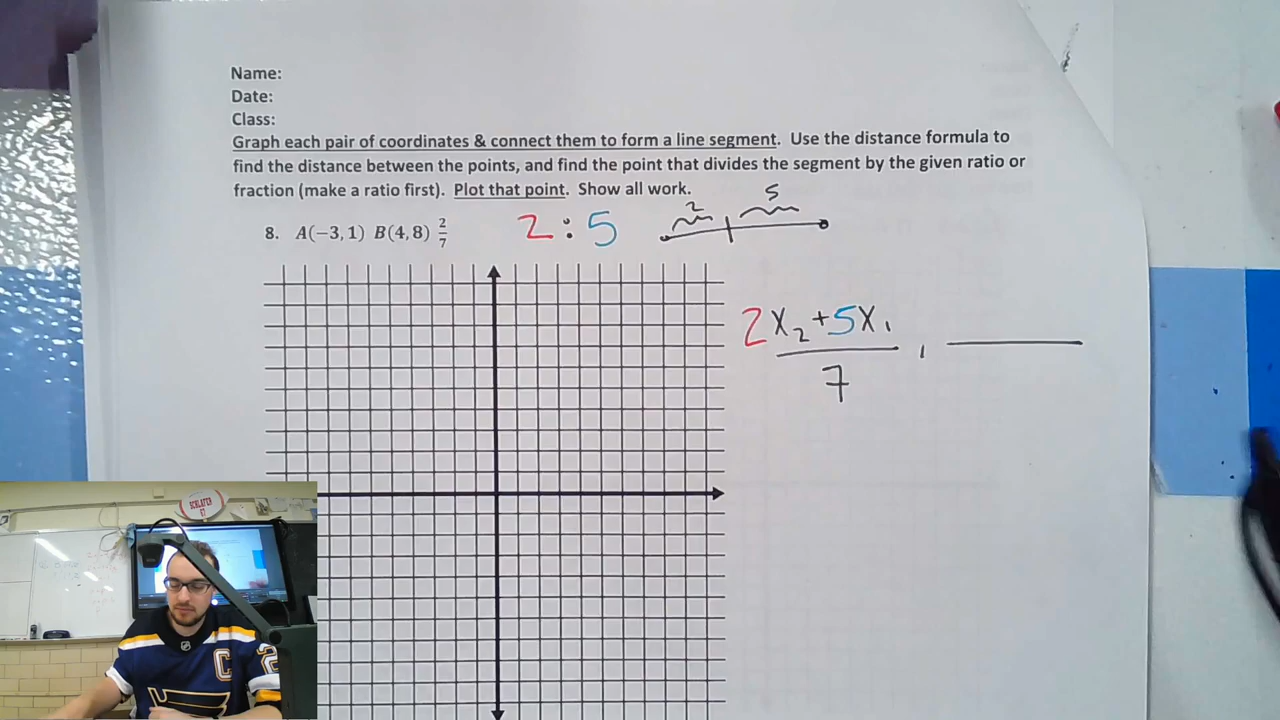 Name:
Date:
Class:
Graph each pair of coordinates & connect them to form a line segment. Use the distance formula to
find the distance between the points, and find the point that divides the segment by the given ratio or
fraction (make a ratio first). Plot that point. Show all work.
8. A(−3, 1) B(4, 8) 2/7
2 : 5
2 5
2x₂ + 5x₁
7
,
C
2